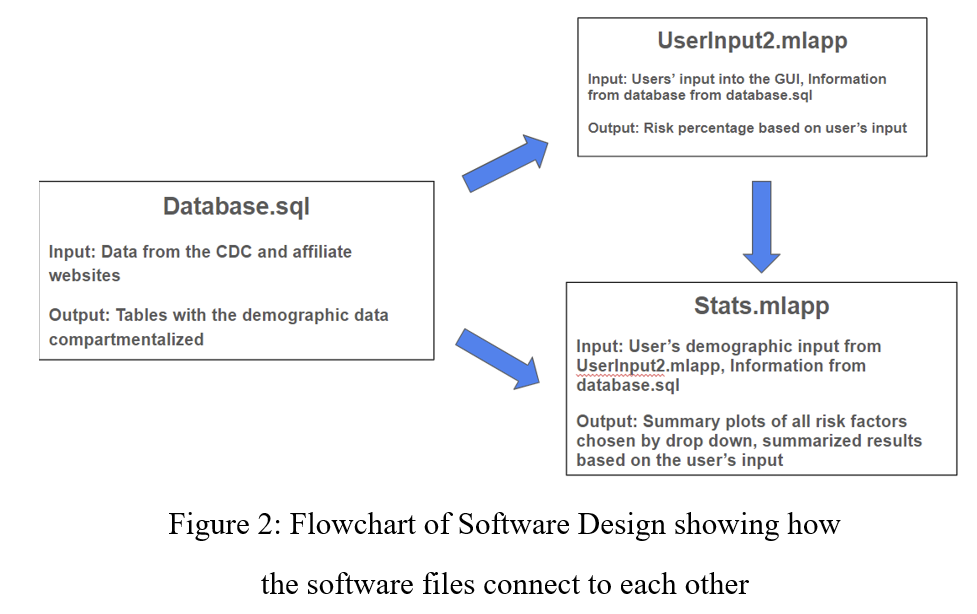 UserInput2.mlapp
Input: Users' input into the GUI, Information
from database from database.sql
Output: Risk percentage based on user's input
Database.sql
Input: Data from the CDC and affiliate
websites
Output: Tables with the demographic data
compartmentalized
Stats.mlapp
Input: User's demographic input from
UserInput2.mlapp, Information from
database.sql
Output: Summary plots of all risk factors
chosen by drop down, summarized results
based on the user's input
Figure 2: Flowchart of Software Design showing how
the software files connect to each other